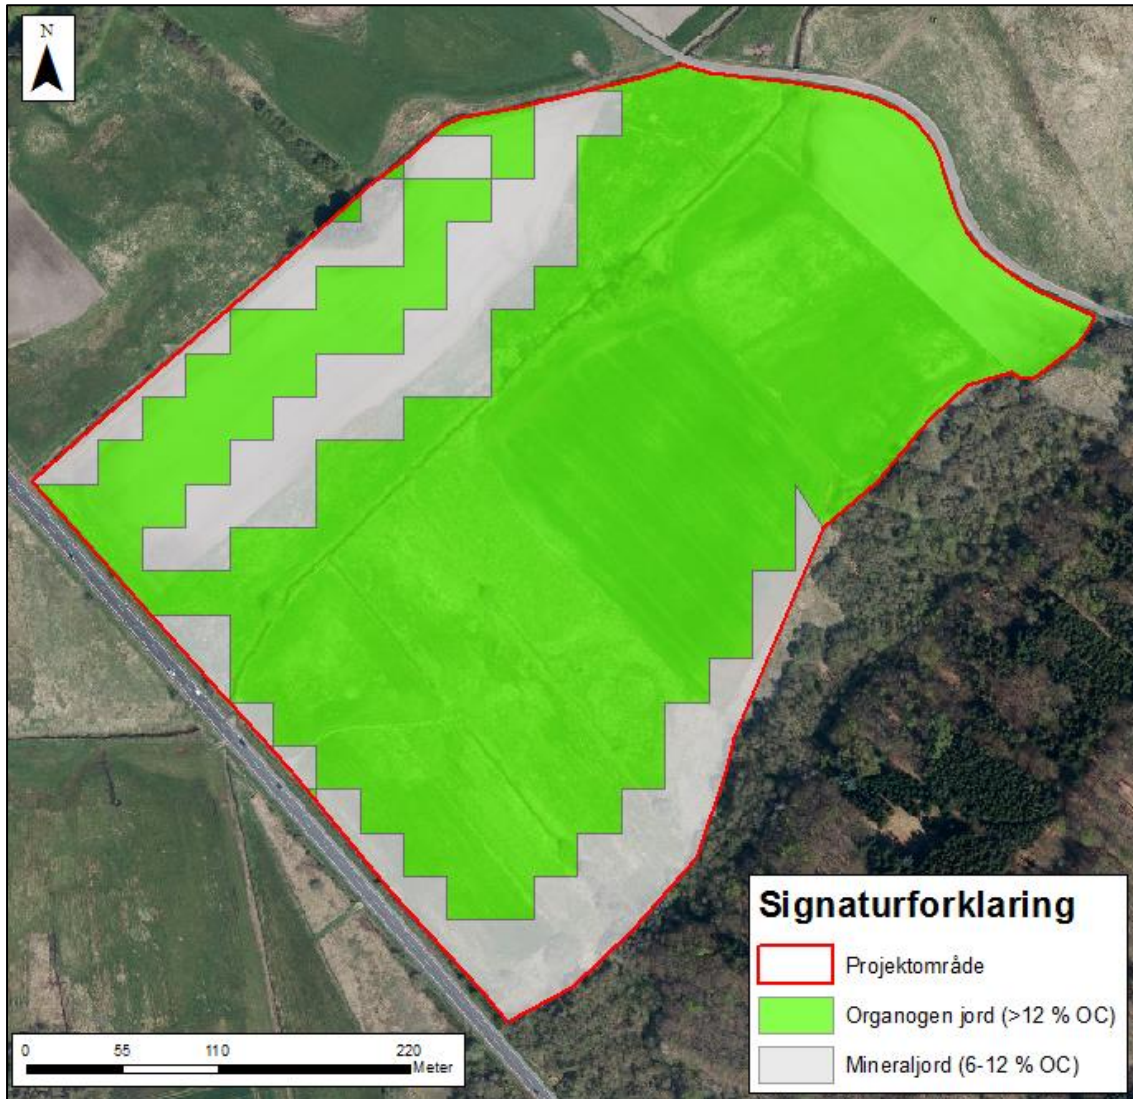 N
Signaturforklaring
Projektområde
Organogen jord (>12 % OC)
Mineraljord (6-12 % OC)
0 55 110 220
Meter